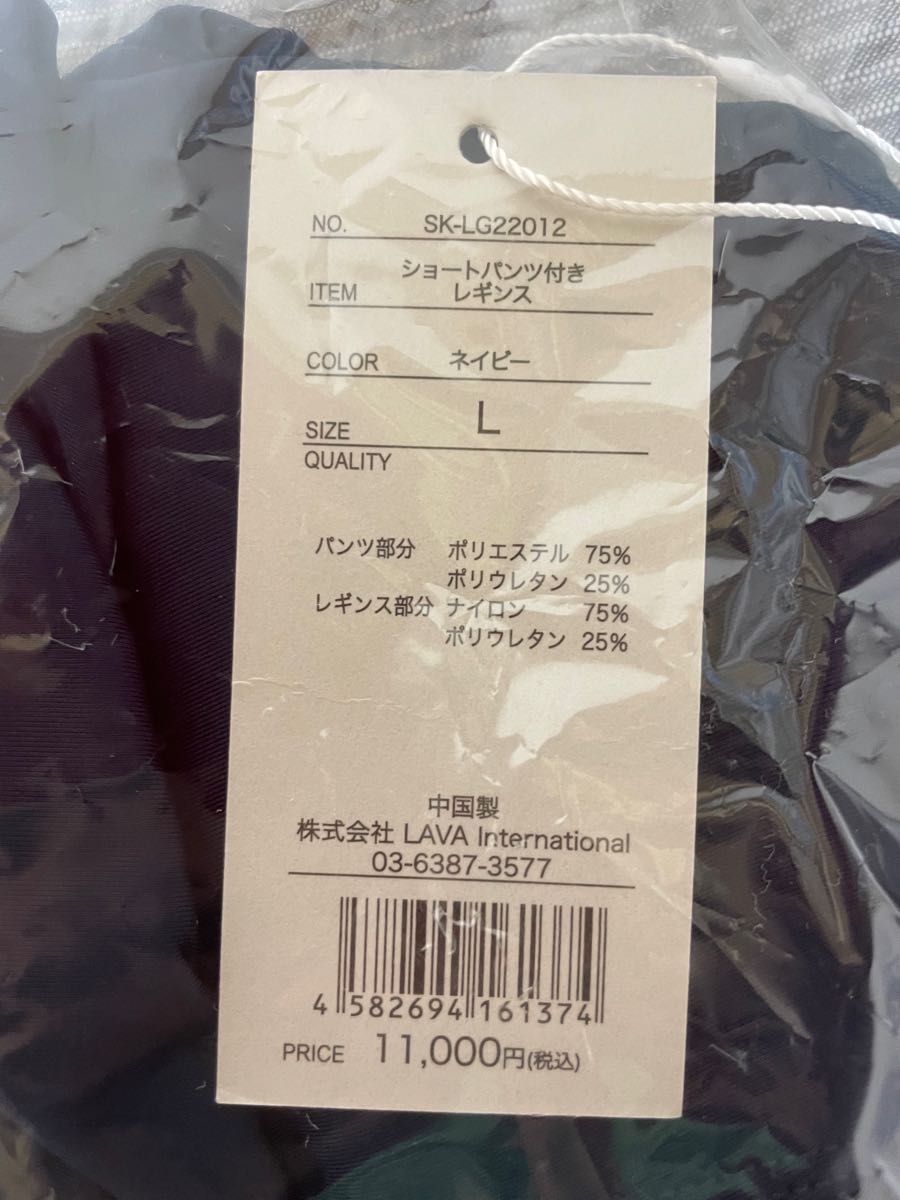 NO. SK-LG22012
ショートパンツ付き
ITEM レギンス
COLOR ネイビー
SIZE L
QUALITY
パンツ部分 ポリエステル 75%
ポリウレタン 25%
レギンス部分 ナイロン 75%
ポリウレタン 25%
中国製
株式会社 LAVA International
03-6387-3577
4 582694 161374
PRICE 11,000円(税込)